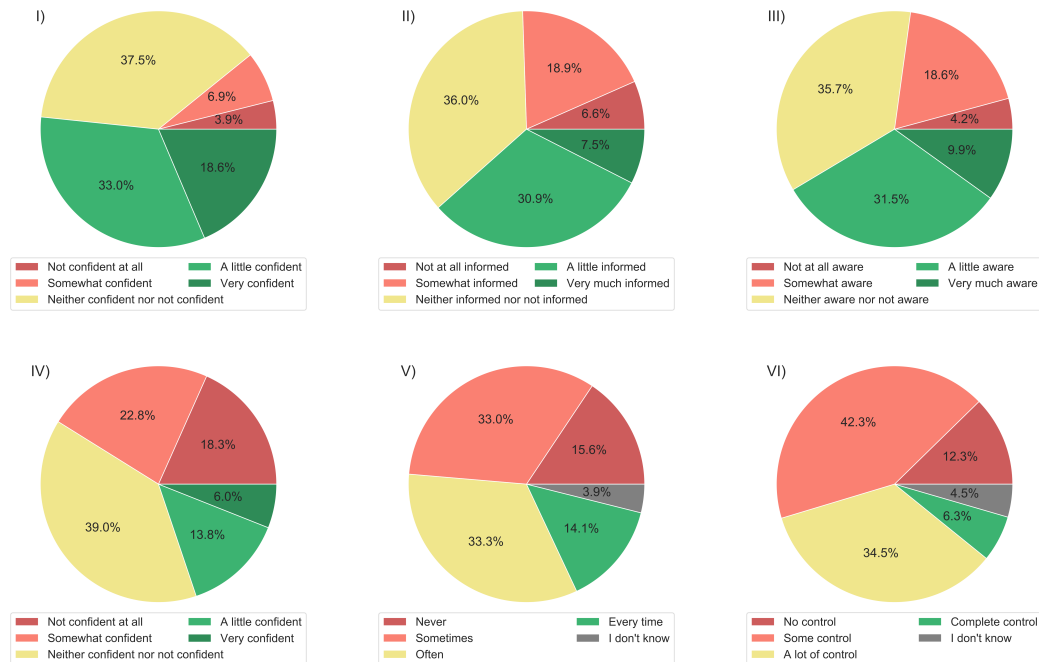 I)
37.5%
6.9%
3.9%
33.0%
18.6%
Not confident at all
Somewhat confident
Neither confident nor not confident
A little confident
Very confident
II)
18.9%
36.0%
6.6%
7.5%
30.9%
Not at all informed
Somewhat informed
Neither informed nor not informed
A little informed
Very much informed
III)
18.6%
35.7%
4.2%
9.9%
31.5%
Not at all aware
Somewhat aware
Neither aware nor not aware
A little aware
Very much aware
IV)
22.8%
18.3%
6.0%
39.0%
13.8%
Not confident at all
Somewhat confident
Neither confident nor not confident
A little confident
Very confident
V)
33.0%
15.6%
3.9%
14.1%
33.3%
Never
Sometimes
Often
Every time
I don't know
VI)
42.3%
12.3%
4.5%
6.3%
34.5%
No control
Some control
A lot of control
Complete control
I don't know